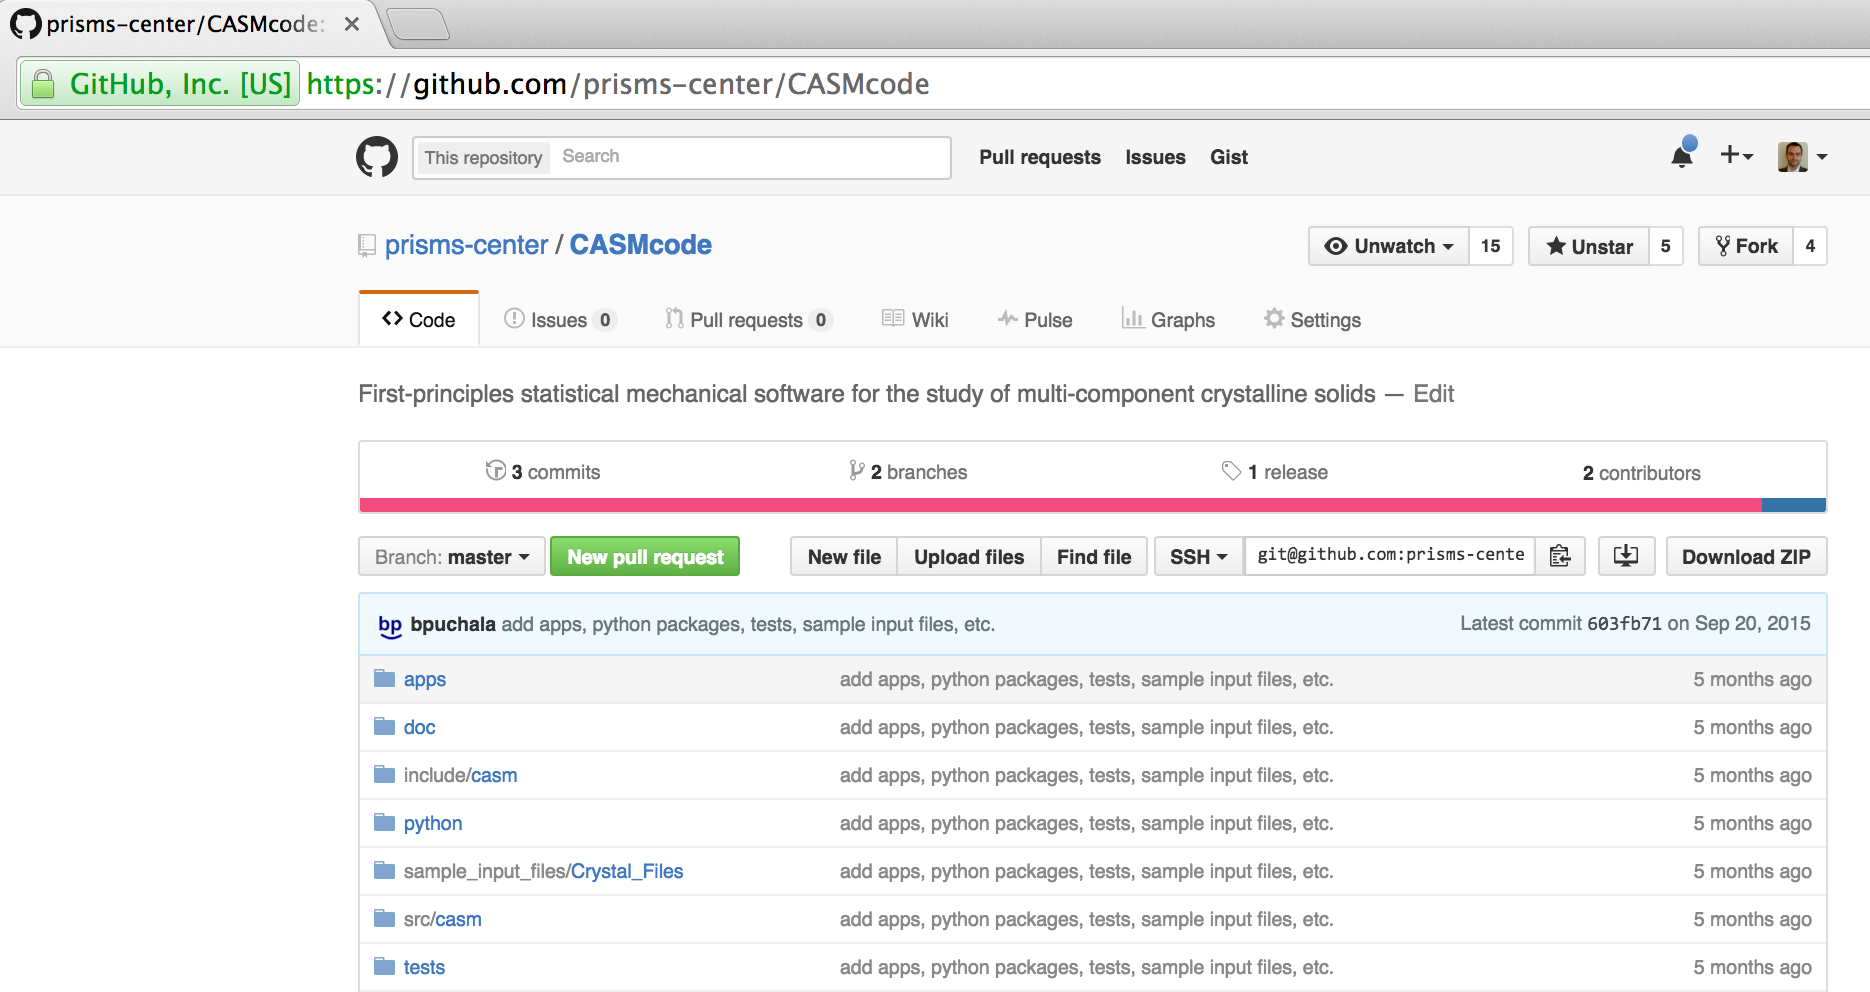 prisms-center/CASMcode:
GitHub, Inc. [US] https://github.com/prisms-center/CASMcode
This repository Search Pull requests Issues Gist
prisms-center / CASMcode Unwatch 15 Unstar 5 Fork 4
Code Issues 0 Pull requests 0 Wiki Pulse Graphs Settings
First-principles statistical mechanical software for the study of multi-component crystalline solids — Edit
3 commits 2 branches 1 release 2 contributors
Branch: master New pull request New file Upload files Find file SSH git@github.com:prisms-cente Download ZIP
bp bpuchala add apps, python packages, tests, sample input files, etc. Latest commit 603fb71 on Sep 20, 2015
apps add apps, python packages, tests, sample input files, etc. 5 months ago
doc add apps, python packages, tests, sample input files, etc. 5 months ago
include/casm add apps, python packages, tests, sample input files, etc. 5 months ago
python add apps, python packages, tests, sample input files, etc. 5 months ago
sample_input_files/Crystal_Files add apps, python packages, tests, sample input files, etc. 5 months ago
src/casm add apps, python packages, tests, sample input files, etc. 5 months ago
tests add apps, python packages, tests, sample input files, etc. 5 months ago